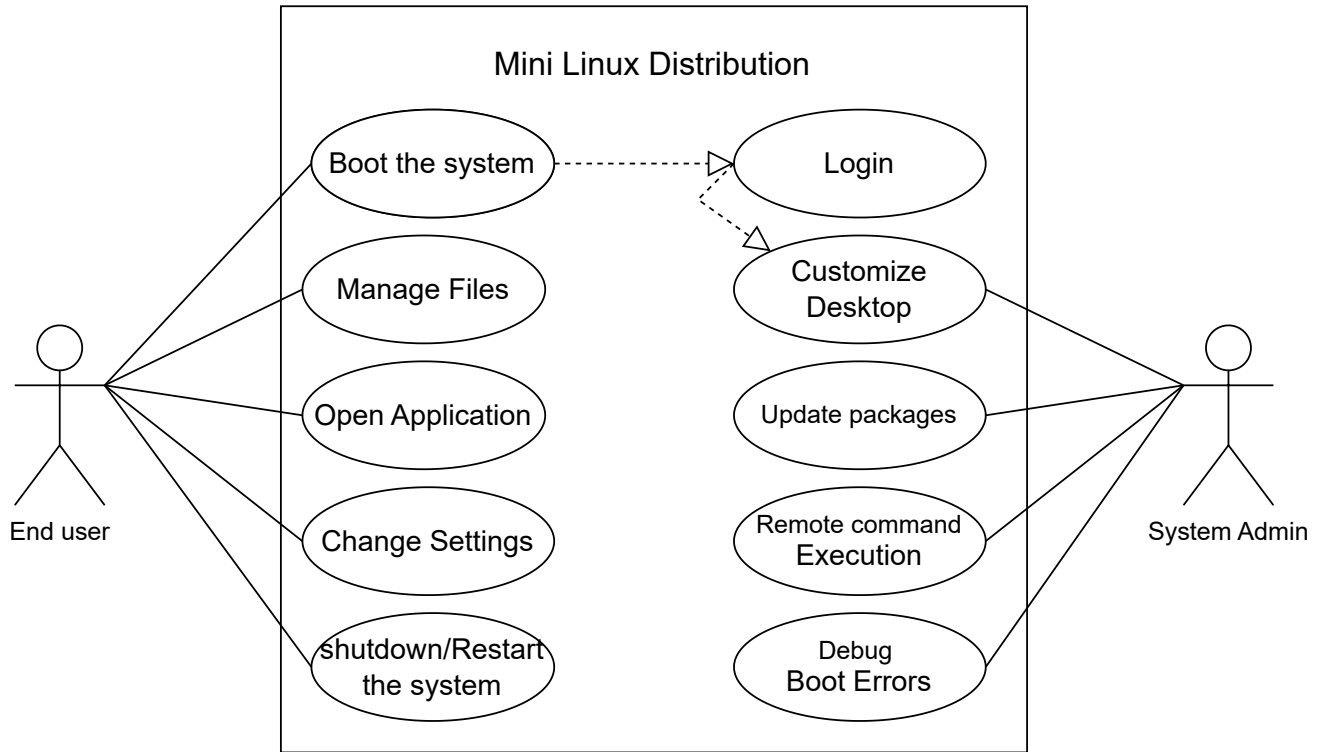 Mini Linux Distribution
Boot the system
Login
Manage Files
Customize
Desktop
Open Application
Update packages
Change Settings
Remote command
Execution
shutdown/Restart
the system
Debug
Boot Errors
End user
System Admin